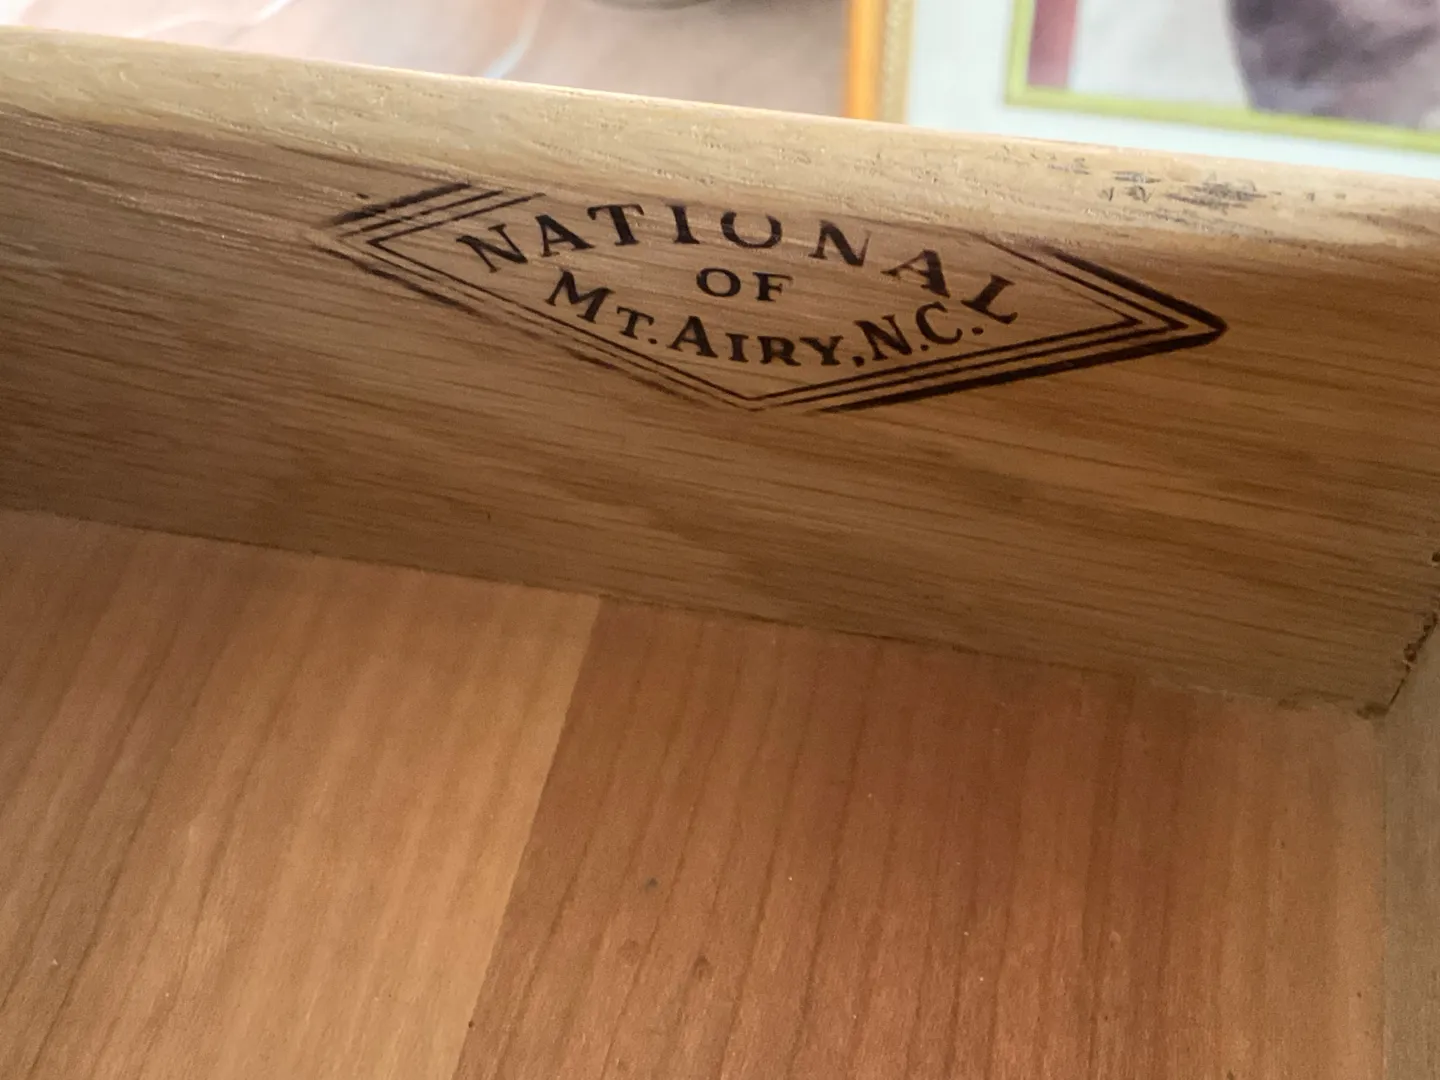 NATIONAL
OF
MT. AIRY, N.C.